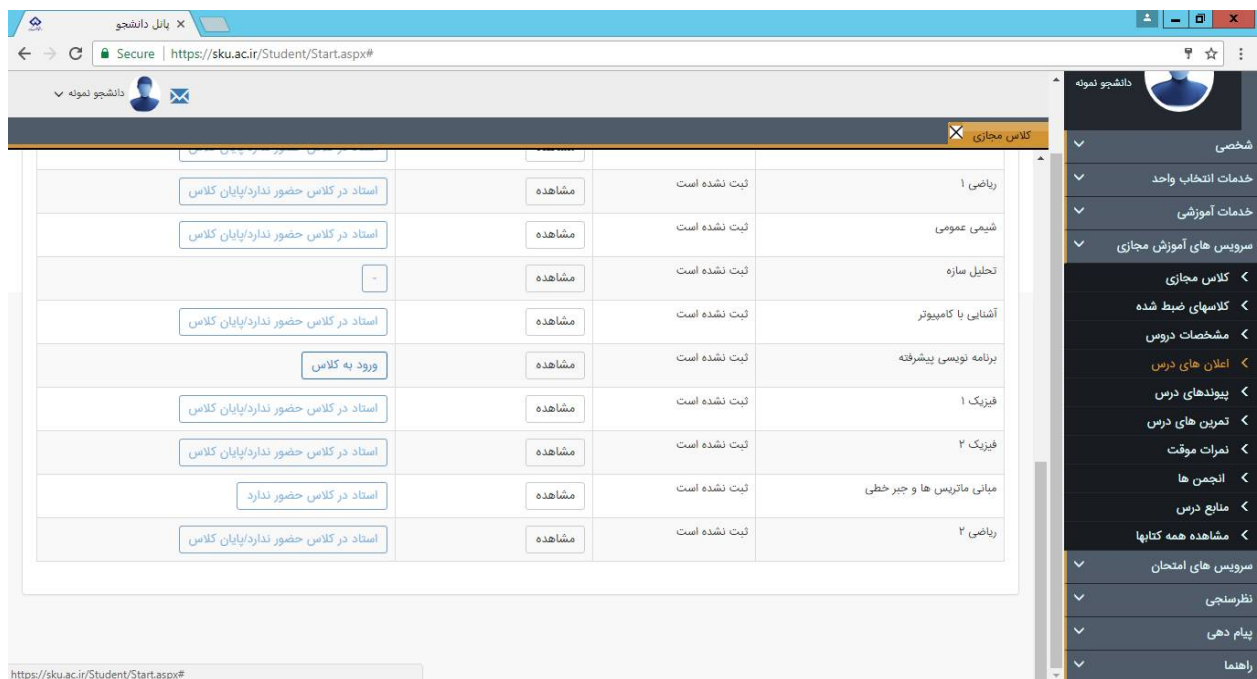 پانل دانشجو
Secure | https://sku.ac.ir/Student/Start.aspx#
دانشجو نمونه
دانشجو نمونه
کلاس مجازی
شخصی
خدمات انتخاب واحد
خدمات آموزشی
سرویس های آموزش مجازی
کلاس مجازی
کلاسهای ضبط شده
مشخصات دروس
اعلان های درس
پیوندهای درس
تمرین های درس
نمرات موقت
انجمن ها
منابع درس
مشاهده همه کتابها
سرویس های امتحان
نظرسنجی
پیام دهی
راهنما
ریاضی ۱ ثبت نشده است مشاهده استاد در کلاس حضور ندارد/پایان کلاس
شیمی عمومی ثبت نشده است مشاهده استاد در کلاس حضور ندارد/پایان کلاس
تحلیل سازه ثبت نشده است مشاهده -
آشنایی با کامپیوتر ثبت نشده است مشاهده استاد در کلاس حضور ندارد/پایان کلاس
برنامه نویسی پیشرفته ثبت نشده است مشاهده ورود به کلاس
فیزیک ۱ ثبت نشده است مشاهده استاد در کلاس حضور ندارد/پایان کلاس
فیزیک ۲ ثبت نشده است مشاهده استاد در کلاس حضور ندارد/پایان کلاس
مبانی ماتریس ها و جبر خطی ثبت نشده است مشاهده استاد در کلاس حضور ندارد
ریاضی ۲ ثبت نشده است مشاهده استاد در کلاس حضور ندارد/پایان کلاس
https://sku.ac.ir/Student/Start.aspx#